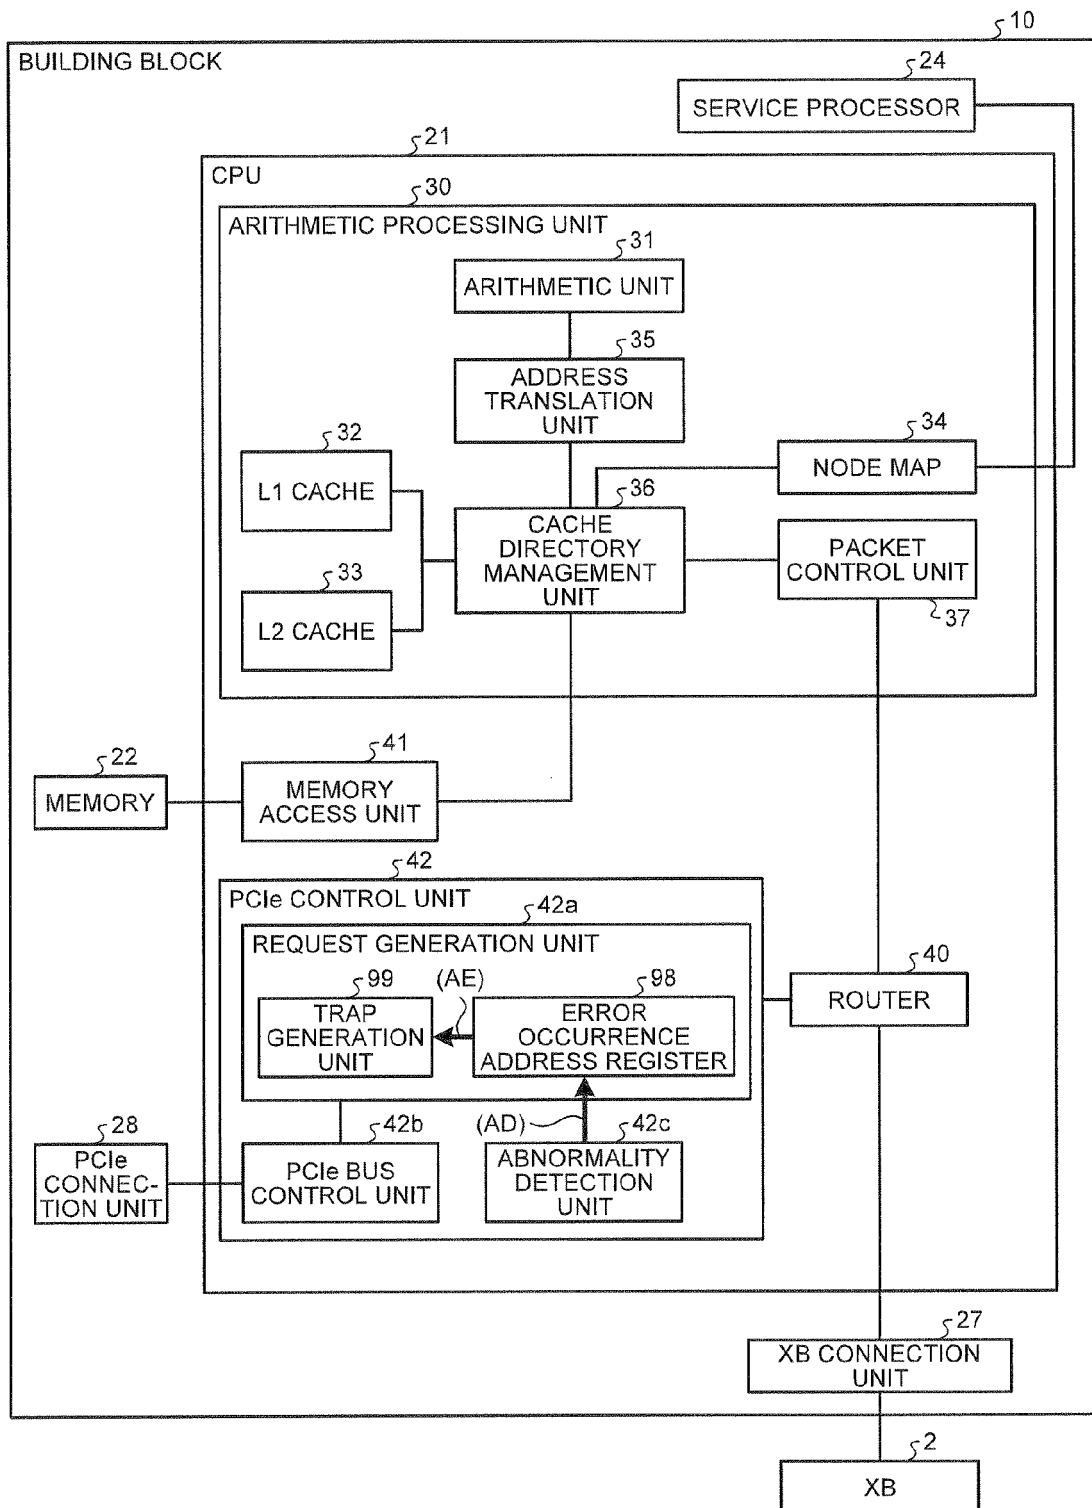 10
BUILDING BLOCK
24
SERVICE PROCESSOR
21
CPU
30
ARITHMETIC PROCESSING UNIT
31
ARITHMETIC UNIT
35
ADDRESS
TRANSLATION
UNIT
32
L1 CACHE
34
NODE MAP
36
CACHE
DIRECTORY
MANAGEMENT
UNIT
PACKET
CONTROL UNIT
37
33
L2 CACHE
22
MEMORY
41
MEMORY
ACCESS UNIT
42
PCIe CONTROL UNIT
42a
REQUEST GENERATION UNIT
99
TRAP
GENERATION
UNIT
(AE)
98
ERROR
OCCURRENCE
ADDRESS REGISTER
40
ROUTER
(AD)
28
PCIe
CONNEC-
TION UNIT
42b
PCIe BUS
CONTROL UNIT
42c
ABNORMALITY
DETECTION
UNIT
27
XB CONNECTION
UNIT
2
XB